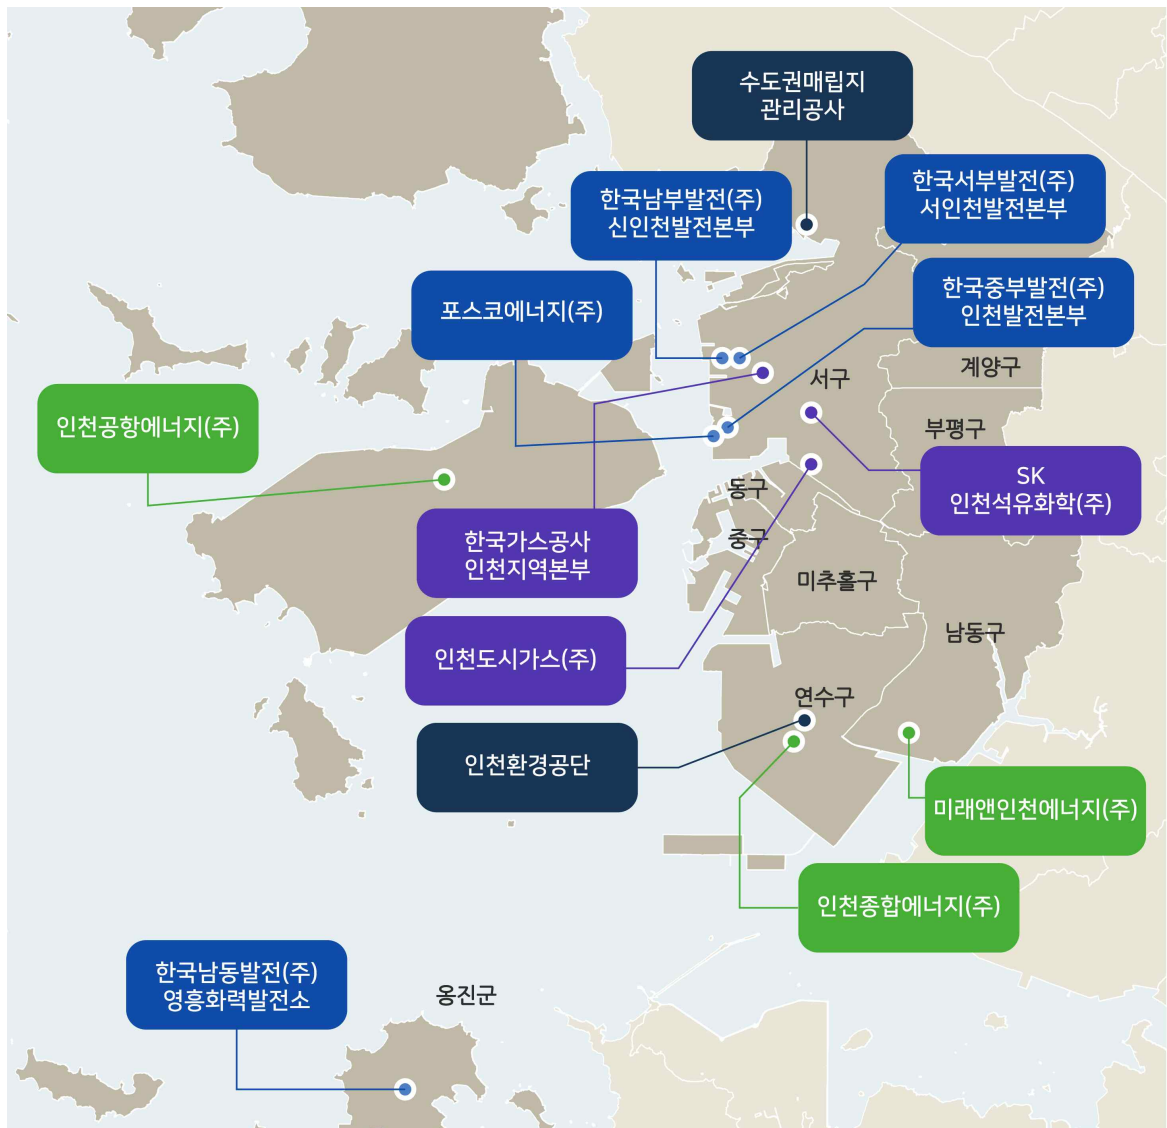 수도권매립지
관리공사
한국남부발전(주)
신인천발전본부
한국서부발전(주)
서인천발전본부
포스코에너지(주)
한국중부발전(주)
인천발전본부
서구
계양구
인천공항에너지(주)
부평구
SK
인천석유화학(주)
동구
한국가스공사
인천지역본부
중구
미추홀구
남동구
인천도시가스(주)
연수구
인천환경공단
미래앤인천에너지(주)
인천종합에너지(주)
한국남동발전(주)
영흥화력발전소
옹진군